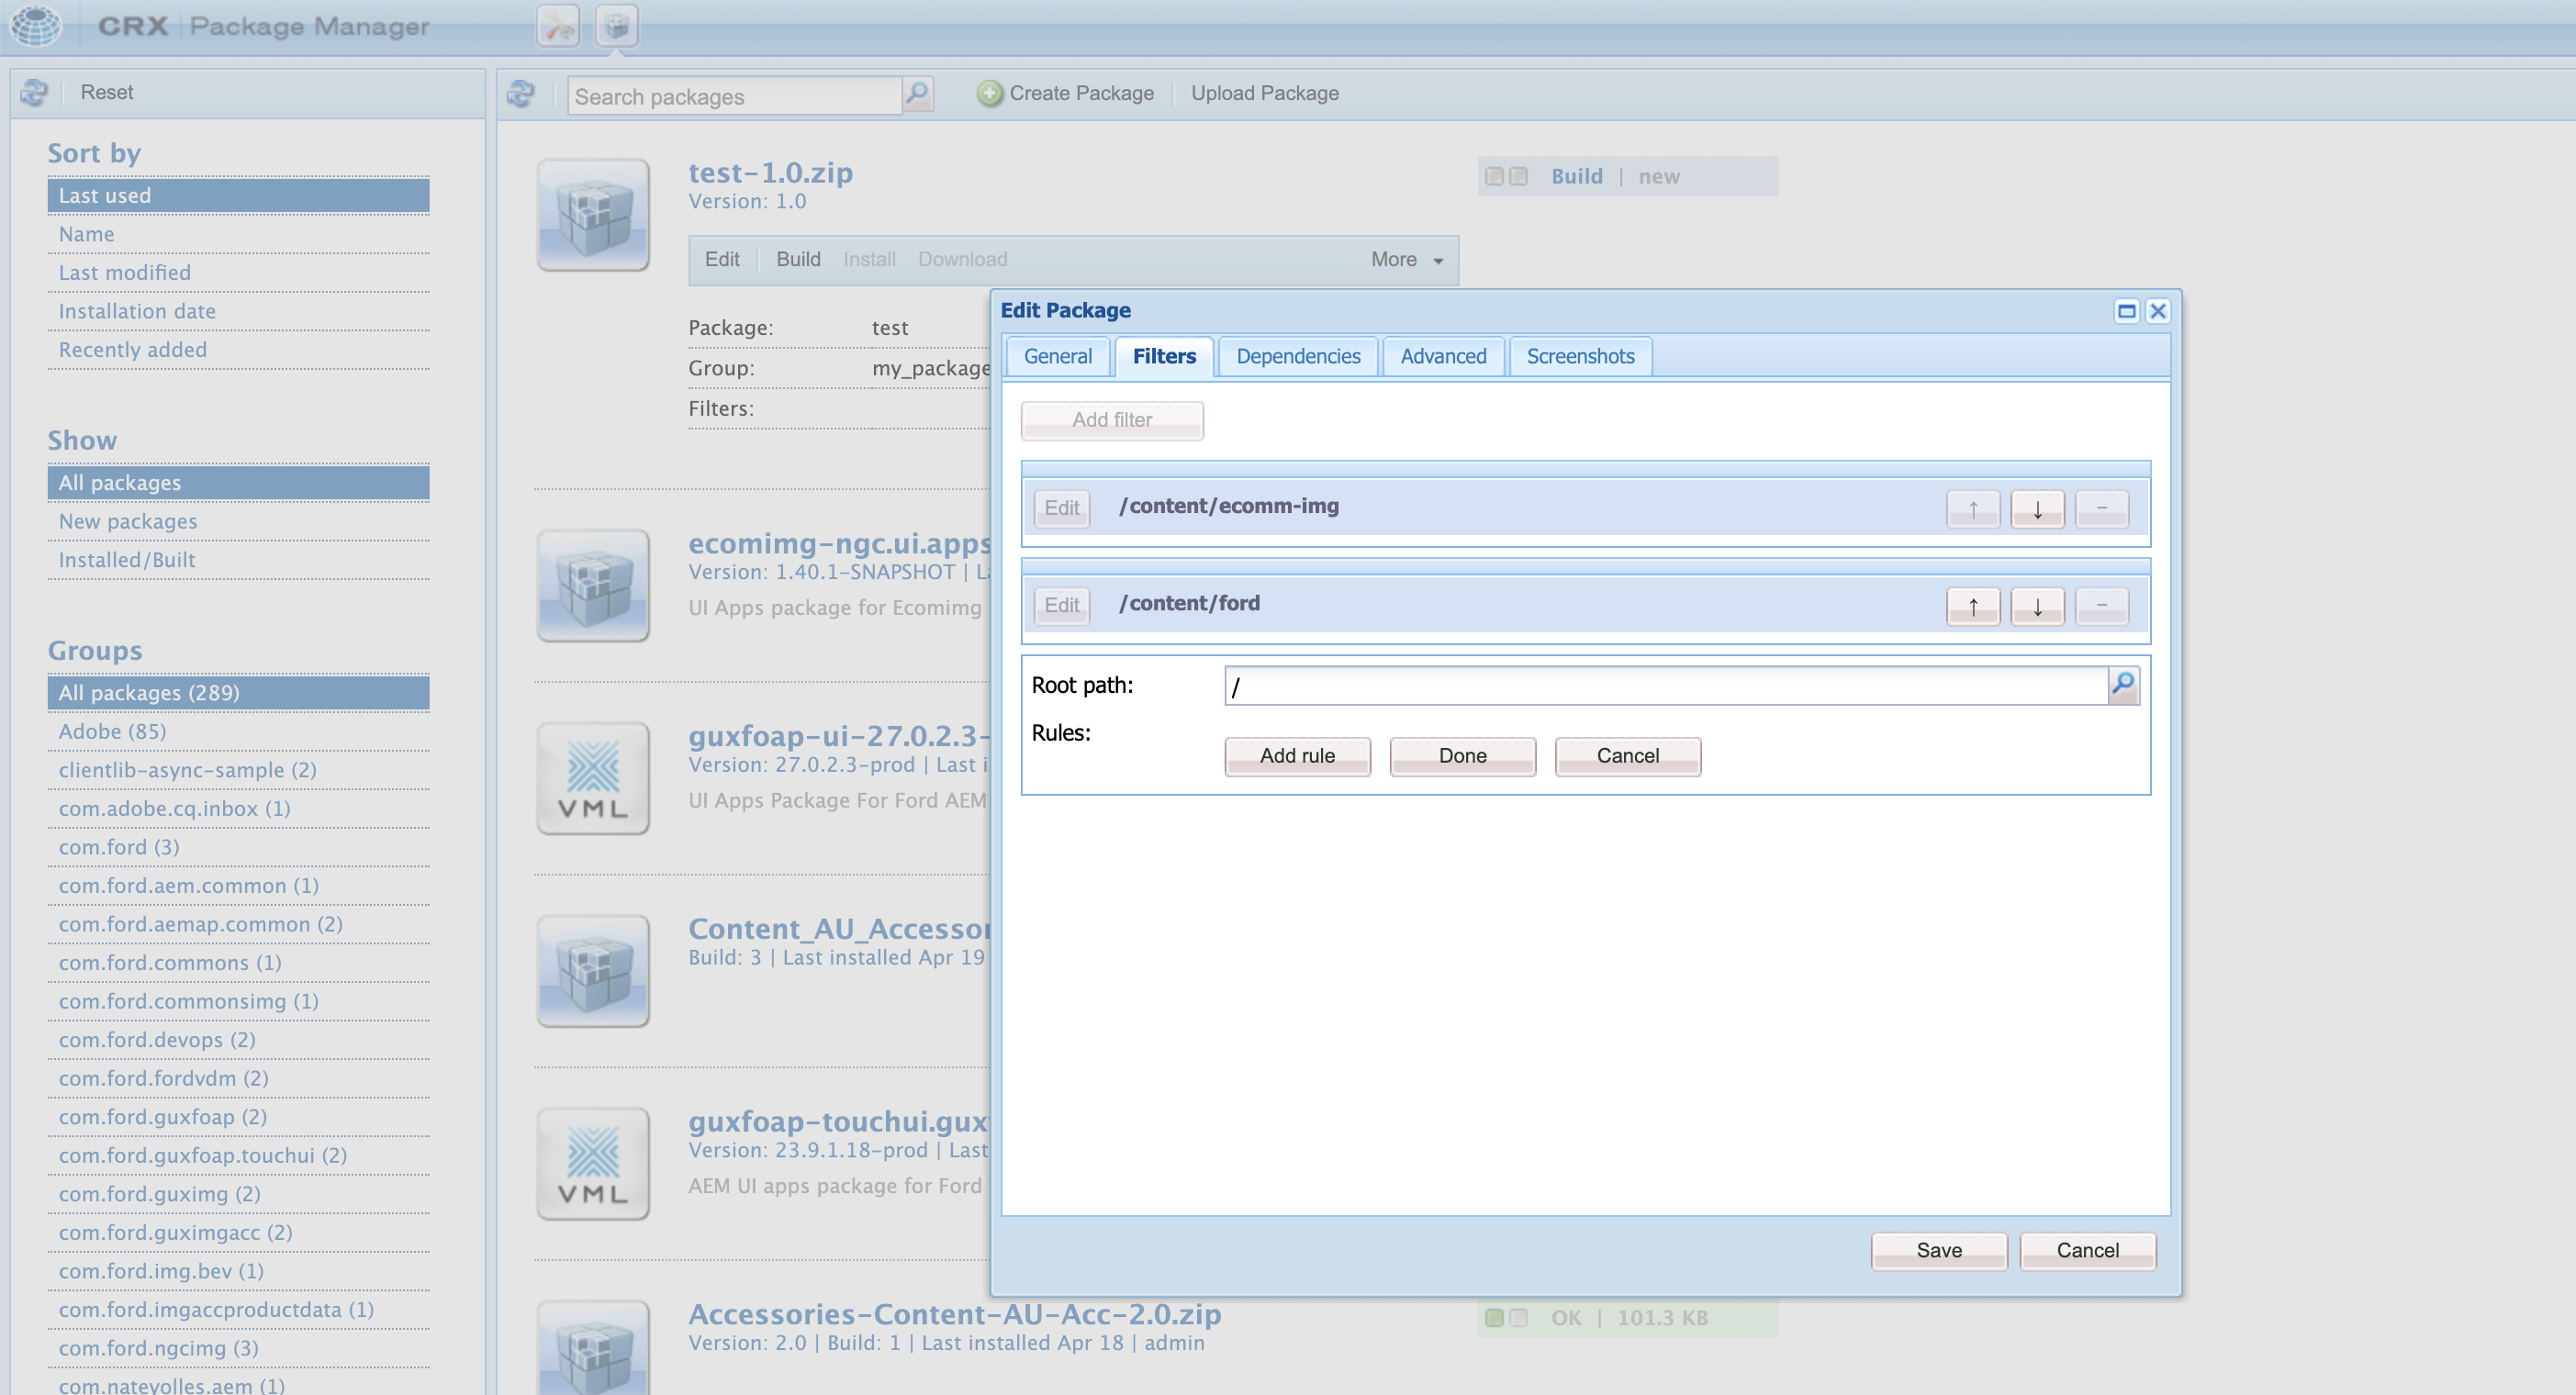 CRX | Package Manager
Reset
Search packages
Create Package
Upload Package
Sort by
Last used
Name
Last modified
Installation date
Recently added
Show
All packages
New packages
Installed/Built
Groups
All packages (289)
Adobe (85)
clientlib-async-sample (2)
com.adobe.cq.inbox (1)
com.ford (3)
com.ford.aem.common (1)
com.ford.aemap.common (2)
com.ford.commons (1)
com.ford.commonsimg (1)
com.ford.devops (2)
com.ford.fordvdm (2)
com.ford.guxfoap (2)
com.ford.guxfoap.touchui (2)
com.ford.guximg (2)
com.ford.guximgacc (2)
com.ford.img.bev (1)
com.ford.imgaccproductdata (1)
com.ford.ngcimg (3)
com.nateyolles.aem (1)
test-1.0.zip
Version: 1.0
Build | new
Edit Build Install Download More
Package: test
Group: my_package
Filters:
ecomimg-ngc.ui.apps
Version: 1.40.1-SNAPSHOT | La
UI Apps package for Ecomimg
guxfoap-ui-27.0.2.3-
Version: 27.0.2.3-prod | Last i
UI Apps Package For Ford AEM
VML
Content_AU_Accessor
Build: 3 | Last installed Apr 19
guxfoap-touchui.gux
Version: 23.9.1.18-prod | Last
AEM UI apps package for Ford
VML
Accessories-Content-AU-Acc-2.0.zip
Version: 2.0 | Build: 1 | Last installed Apr 18 | admin
OK | 101.3 KB
Edit Package
General Filters Dependencies Advanced Screenshots
Add filter
Edit /content/ecomm-img ↑ ↓ −
Edit /content/ford ↑ ↓ −
Root path: /
Rules:
Add rule Done Cancel
Save Cancel